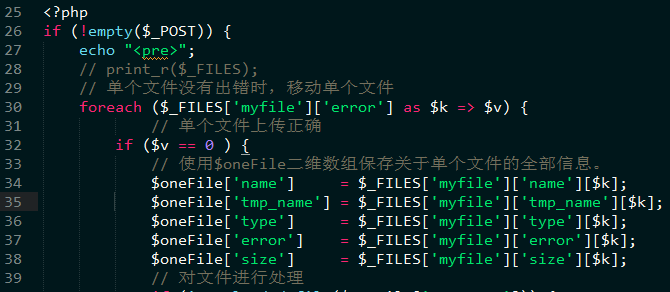 25 <?php
26 if (!empty($_POST)) {
27 echo "<pre>";
28 // print_r($_FILES);
29 // 单个文件没有出错时，移动单个文件
30 foreach ($_FILES['myfile']['error'] as $k => $v) {
31 // 单个文件上传正确
32 if ($v == 0 ) {
33 // 使用$oneFile二维数组保存关于单个文件的全部信息。
34 $oneFile['name'] = $_FILES['myfile']['name'][$k];
35 $oneFile['tmp_name'] = $_FILES['myfile']['tmp_name'][$k];
36 $oneFile['type'] = $_FILES['myfile']['type'][$k];
37 $oneFile['error'] = $_FILES['myfile']['error'][$k];
38 $oneFile['size'] = $_FILES['myfile']['size'][$k];
39 // 对文件进行处理